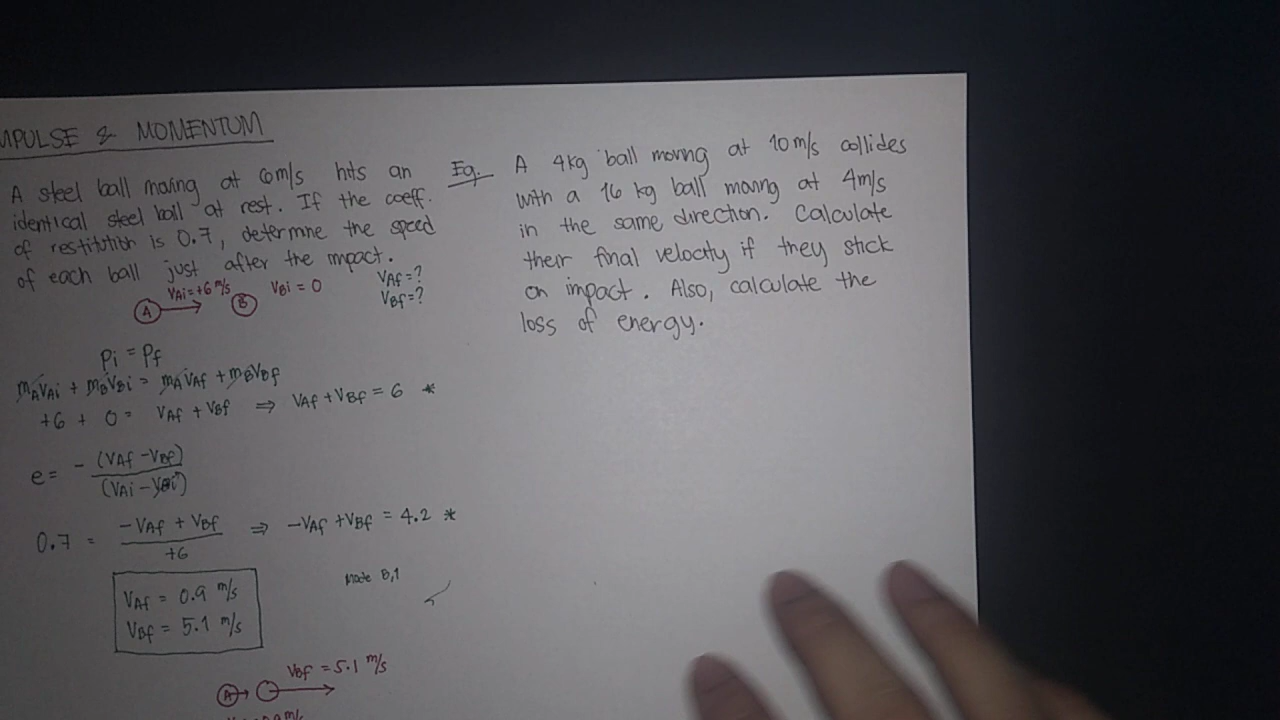 MPULSE & MOMENTUM
A steel ball moving at 6m/s hits an
identical steel ball at rest. If the coeff.
of restitution is 0.7, determine the speed
of each ball just after the impact.
VAi=+6 m/s
VBi = 0
VAf = ?
VBf = ?
A
B
Pi = Pf
mAVAi + mBVBi = mAVAf + mBVBf
+6 + 0 = VAf + VBf ⇒ VAf + VBf = 6 *
e = - (VAf - VBf)
(VAi - VBi)
0.7 = -VAf + VBf ⇒ -VAf + VBf = 4.2 *
+6
VAf = 0.9 m/s
VBf = 5.1 m/s
Mode 5,1
VBf = 5.1 m/s
A
Eg. A 4kg ball moving at 10m/s collides
with a 16 kg ball moving at 4m/s
in the same direction. Calculate
their final velocity if they stick
on impact. Also, calculate the
loss of energy.